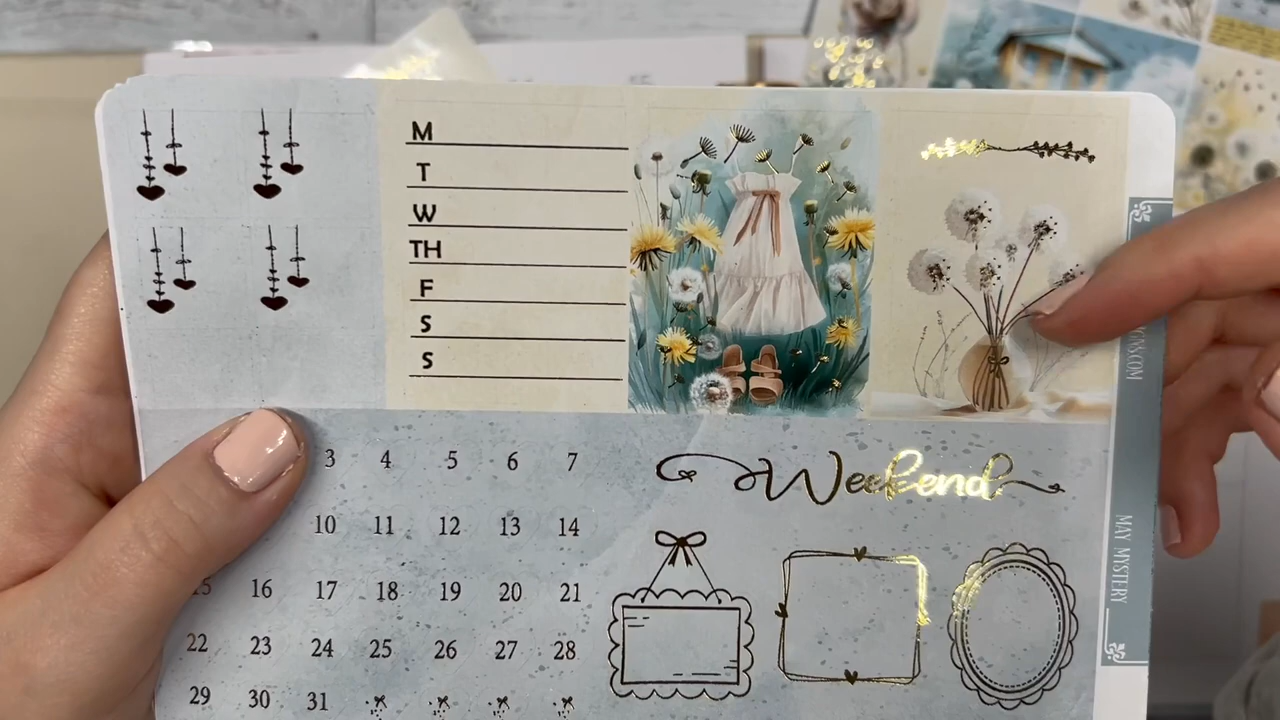 M
T
W
TH
F
S
S
3 4 5 6 7
10 11 12 13 14
16 17 18 19 20 21
22 23 24 25 26 27 28
29 30 31
Weekend
MAY MYSTERY